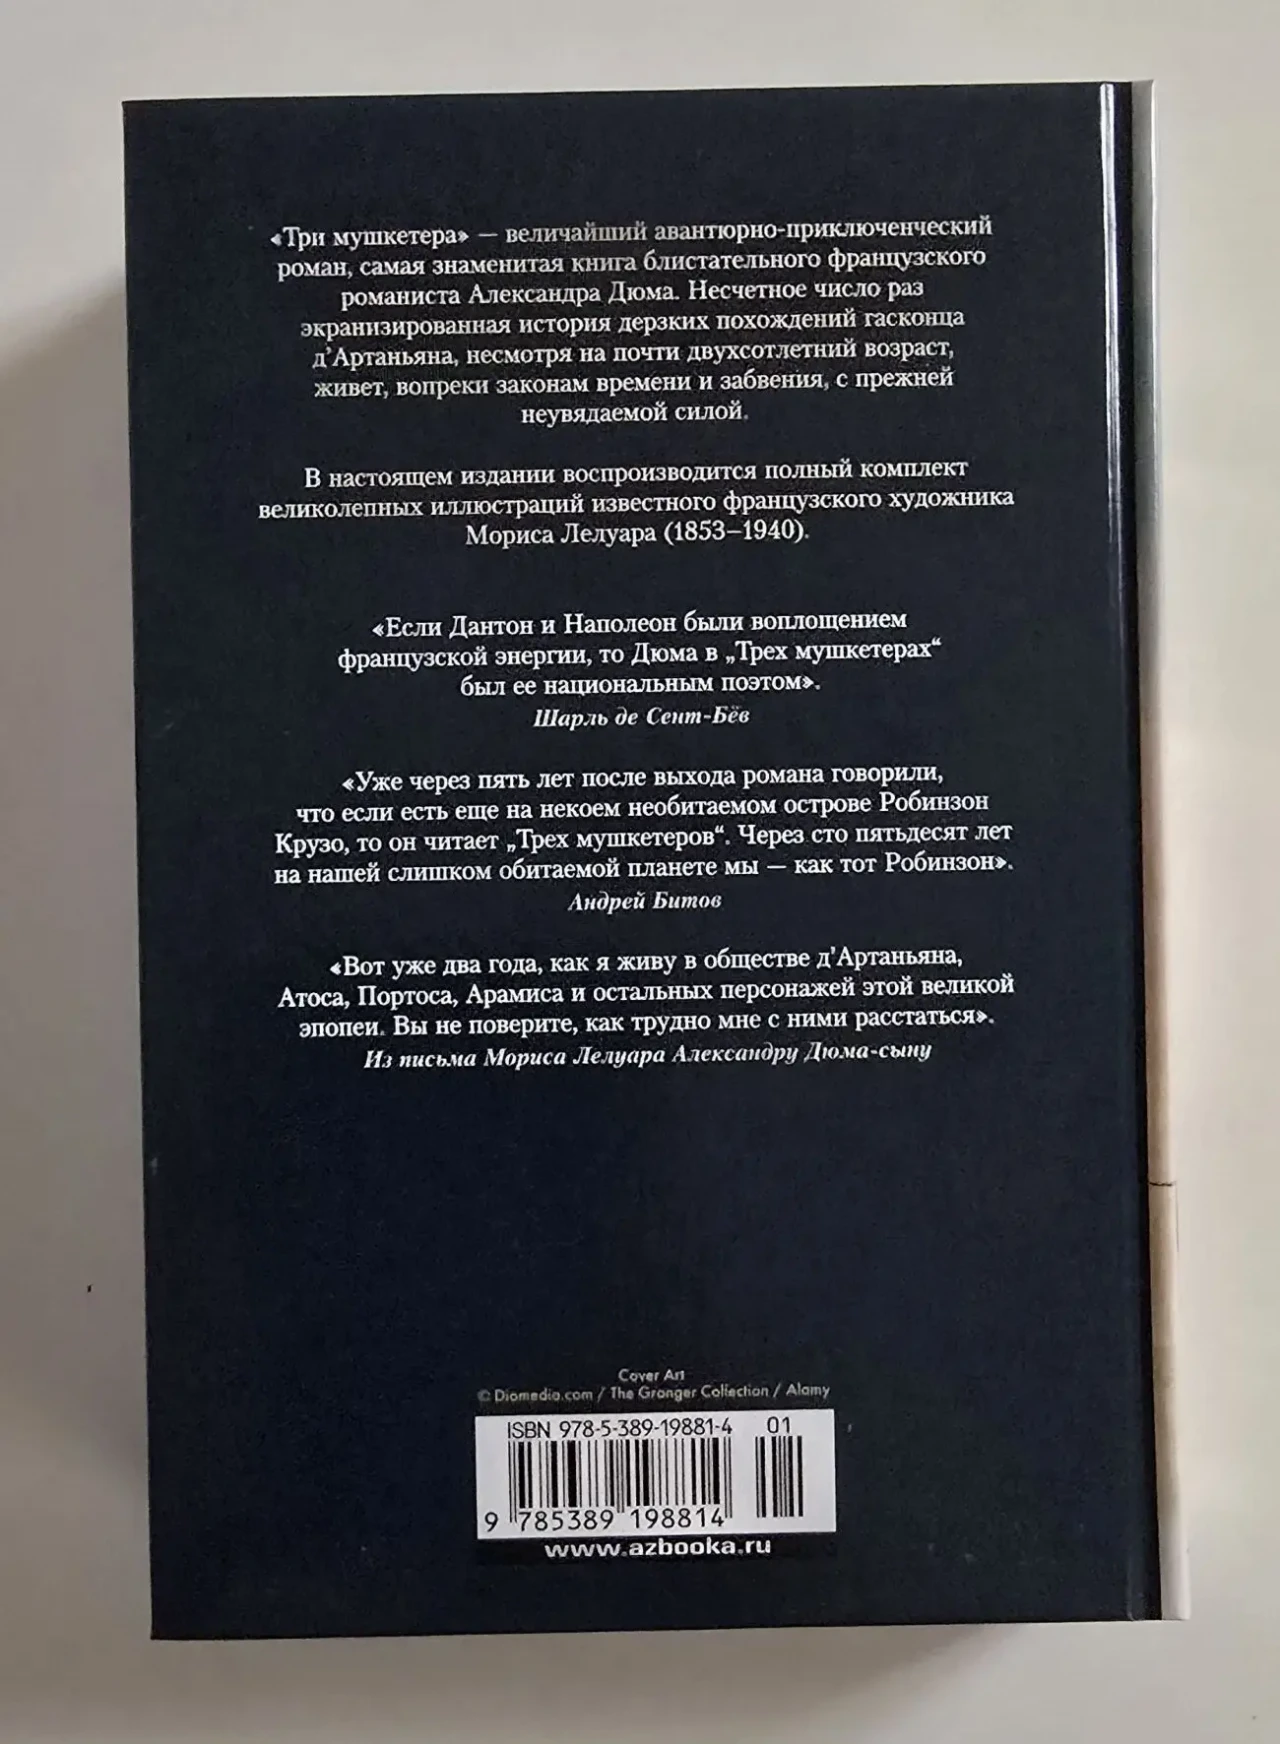 «Три мушкетера» — величайший авантюрно-приключенческий
роман, самая знаменитая книга блистательного французского
романиста Александра Дюма. Несчетное число раз
экранизированная история дерзких похождений гасконца
д’Артаньяна, несмотря на почти двухсотлетний возраст,
живет, вопреки законам времени и забвения, с прежней
неувядаемой силой.
В настоящем издании воспроизводится полный комплект
великолепных иллюстраций известного французского художника
Мориса Лелуара (1853–1940).
«Если Дантон и Наполеон были воплощением
французской энергии, то Дюма в „Трех мушкетерах“
был ее национальным поэтом».
Шарль де Сент-Бёв
«Уже через пять лет после выхода романа говорили,
что если есть еще на некоем необитаемом острове Робинзон
Крузо, то он читает „Трех мушкетеров“. Через сто пятьдесят лет
на нашей слишком обитаемой планете мы — как тот Робинзон».
Андрей Битов
«Вот уже два года, как я живу в обществе д’Артаньяна,
Атоса, Портоса, Арамиса и остальных персонажей этой великой
эпопеи. Вы не поверите, как трудно мне с ними расстаться».
Из письма Мориса Лелуара Александру Дюма-сыну
Cover Art
© Diomedia.com / The Granger Collection / Alamy
ISBN 978-5-389-19881-4 01
9 785389 198814
www.azbooka.ru